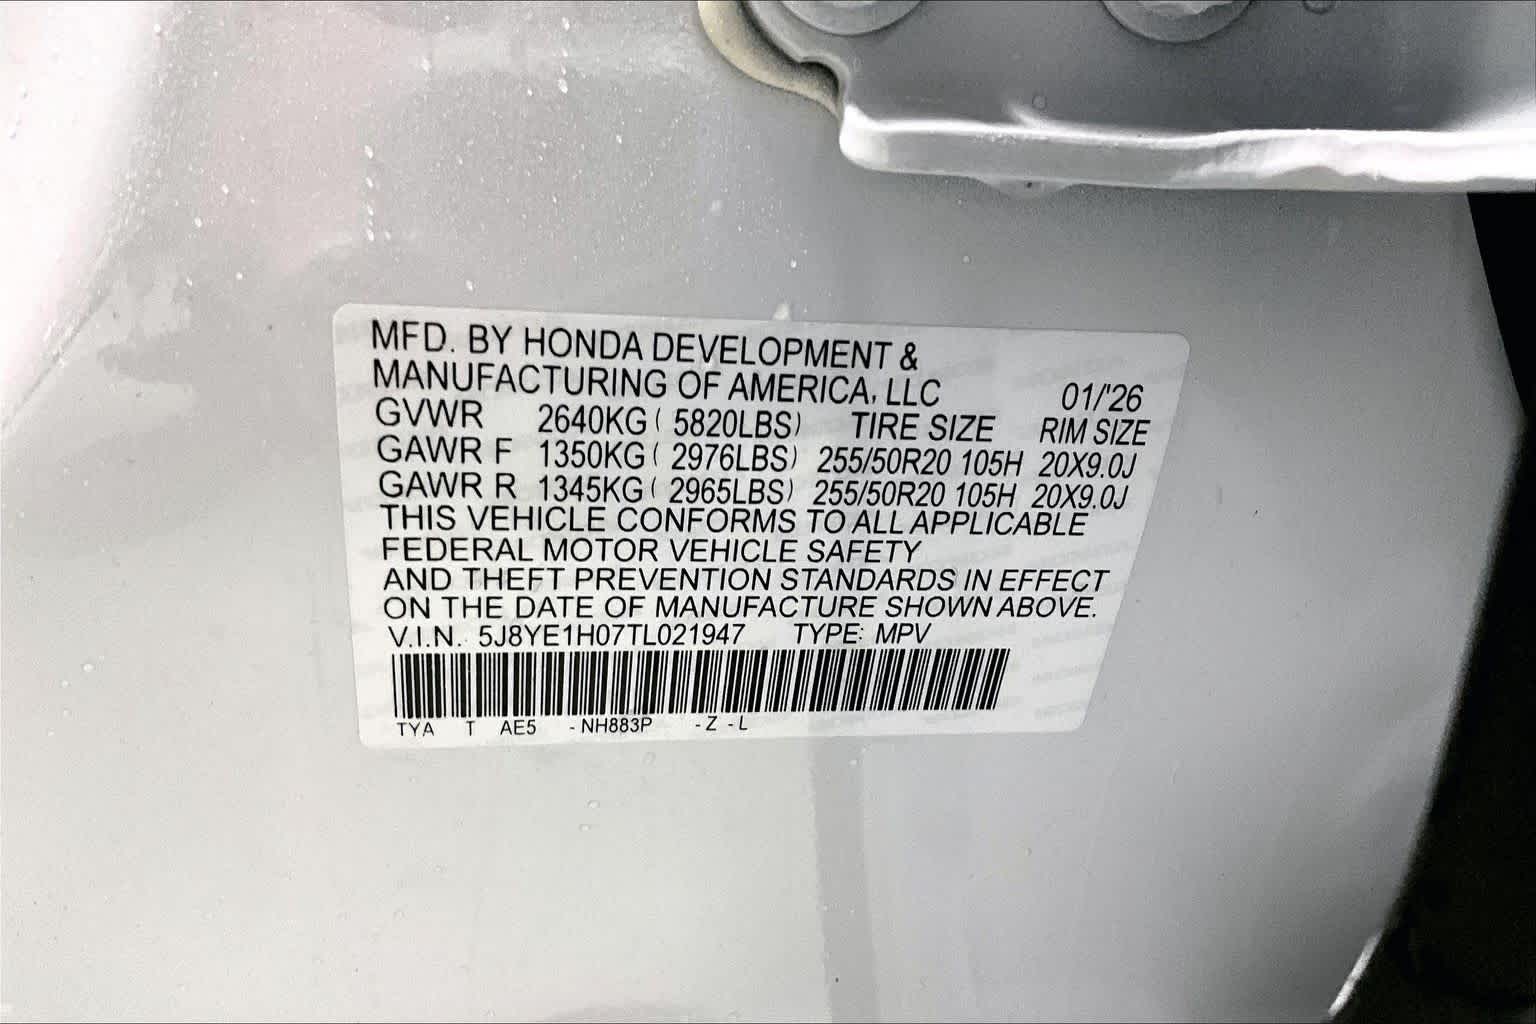 MFD. BY HONDA DEVELOPMENT &
MANUFACTURING OF AMERICA, LLC 01/'26
GVWR 2640KG ( 5820LBS) TIRE SIZE RIM SIZE
GAWR F 1350KG ( 2976LBS) 255/50R20 105H 20X9.0J
GAWR R 1345KG ( 2965LBS) 255/50R20 105H 20X9.0J
THIS VEHICLE CONFORMS TO ALL APPLICABLE
FEDERAL MOTOR VEHICLE SAFETY
AND THEFT PREVENTION STANDARDS IN EFFECT
ON THE DATE OF MANUFACTURE SHOWN ABOVE.
V.I.N. 5J8YE1H07TL021947 TYPE: MPV
TYA T AE5 -NH883P -Z -L